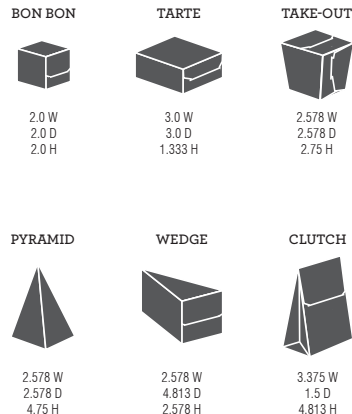 BON BON
2.0 W
2.0 D
2.0 H
TARTE
3.0 W
3.0 D
1.333 H
TAKE-OUT
2.578 W
2.578 D
2.75 H
PYRAMID
2.578 W
2.578 D
4.75 H
WEDGE
2.578 W
4.813 D
2.578 H
CLUTCH
3.375 W
1.5 D
4.813 H